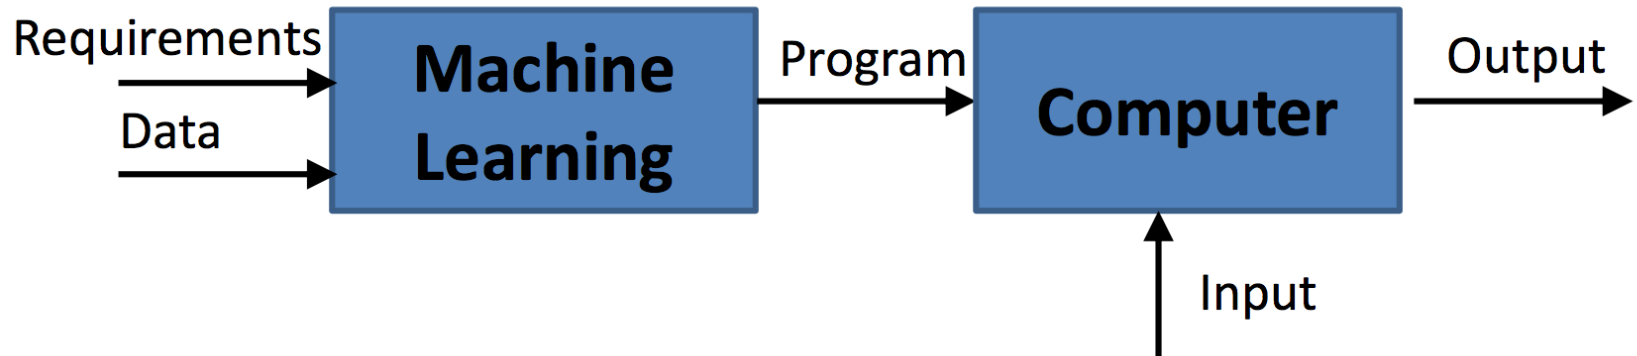 Requirements
Data
Machine
Learning
Program
Computer
Output
Input